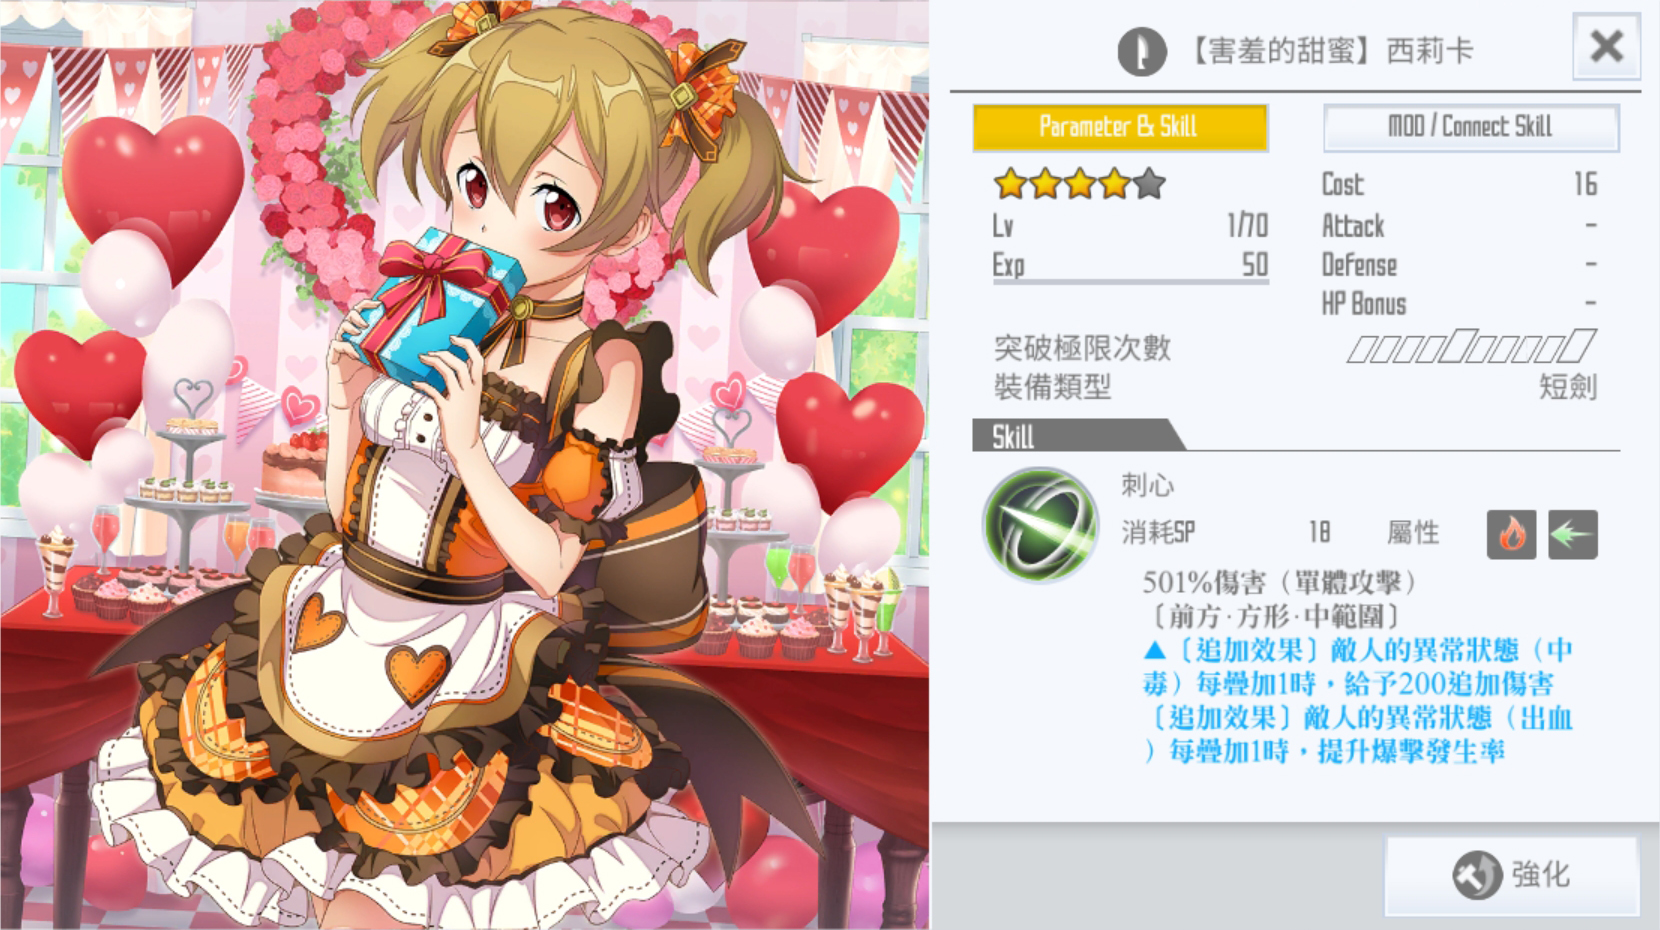 【害羞的甜蜜】西莉卡
Parameter & Skill
MOD / Connect Skill
Cost 16
Lv 1/70
Attack -
Exp 50
Defense -
HP Bonus -
突破極限次數
裝備類型 短劍
Skill
刺心
消耗SP 18 屬性
501%傷害（單體攻擊）
〔前方·方形·中範圍〕
▲〔追加效果〕敵人的異常狀態（中
毒）每疊加1時，給予200追加傷害
〔追加效果〕敵人的異常狀態（出血
）每疊加1時，提升爆擊發生率
強化